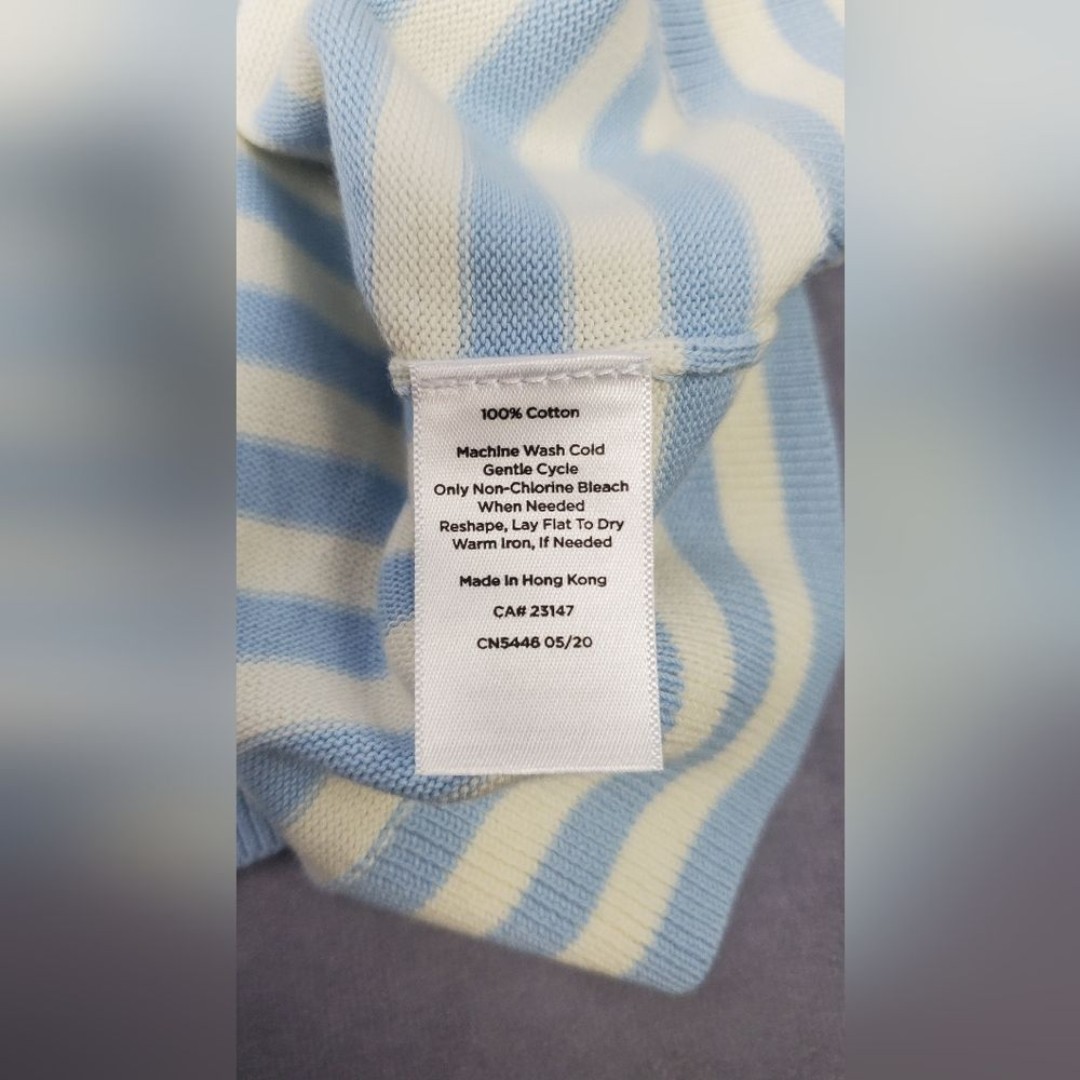 100% Cotton
Machine Wash Cold
Gentle Cycle
Only Non-Chlorine Bleach
When Needed
Reshape, Lay Flat To Dry
Warm Iron, If Needed
Made In Hong Kong
CA# 23147
CN5446 05/20